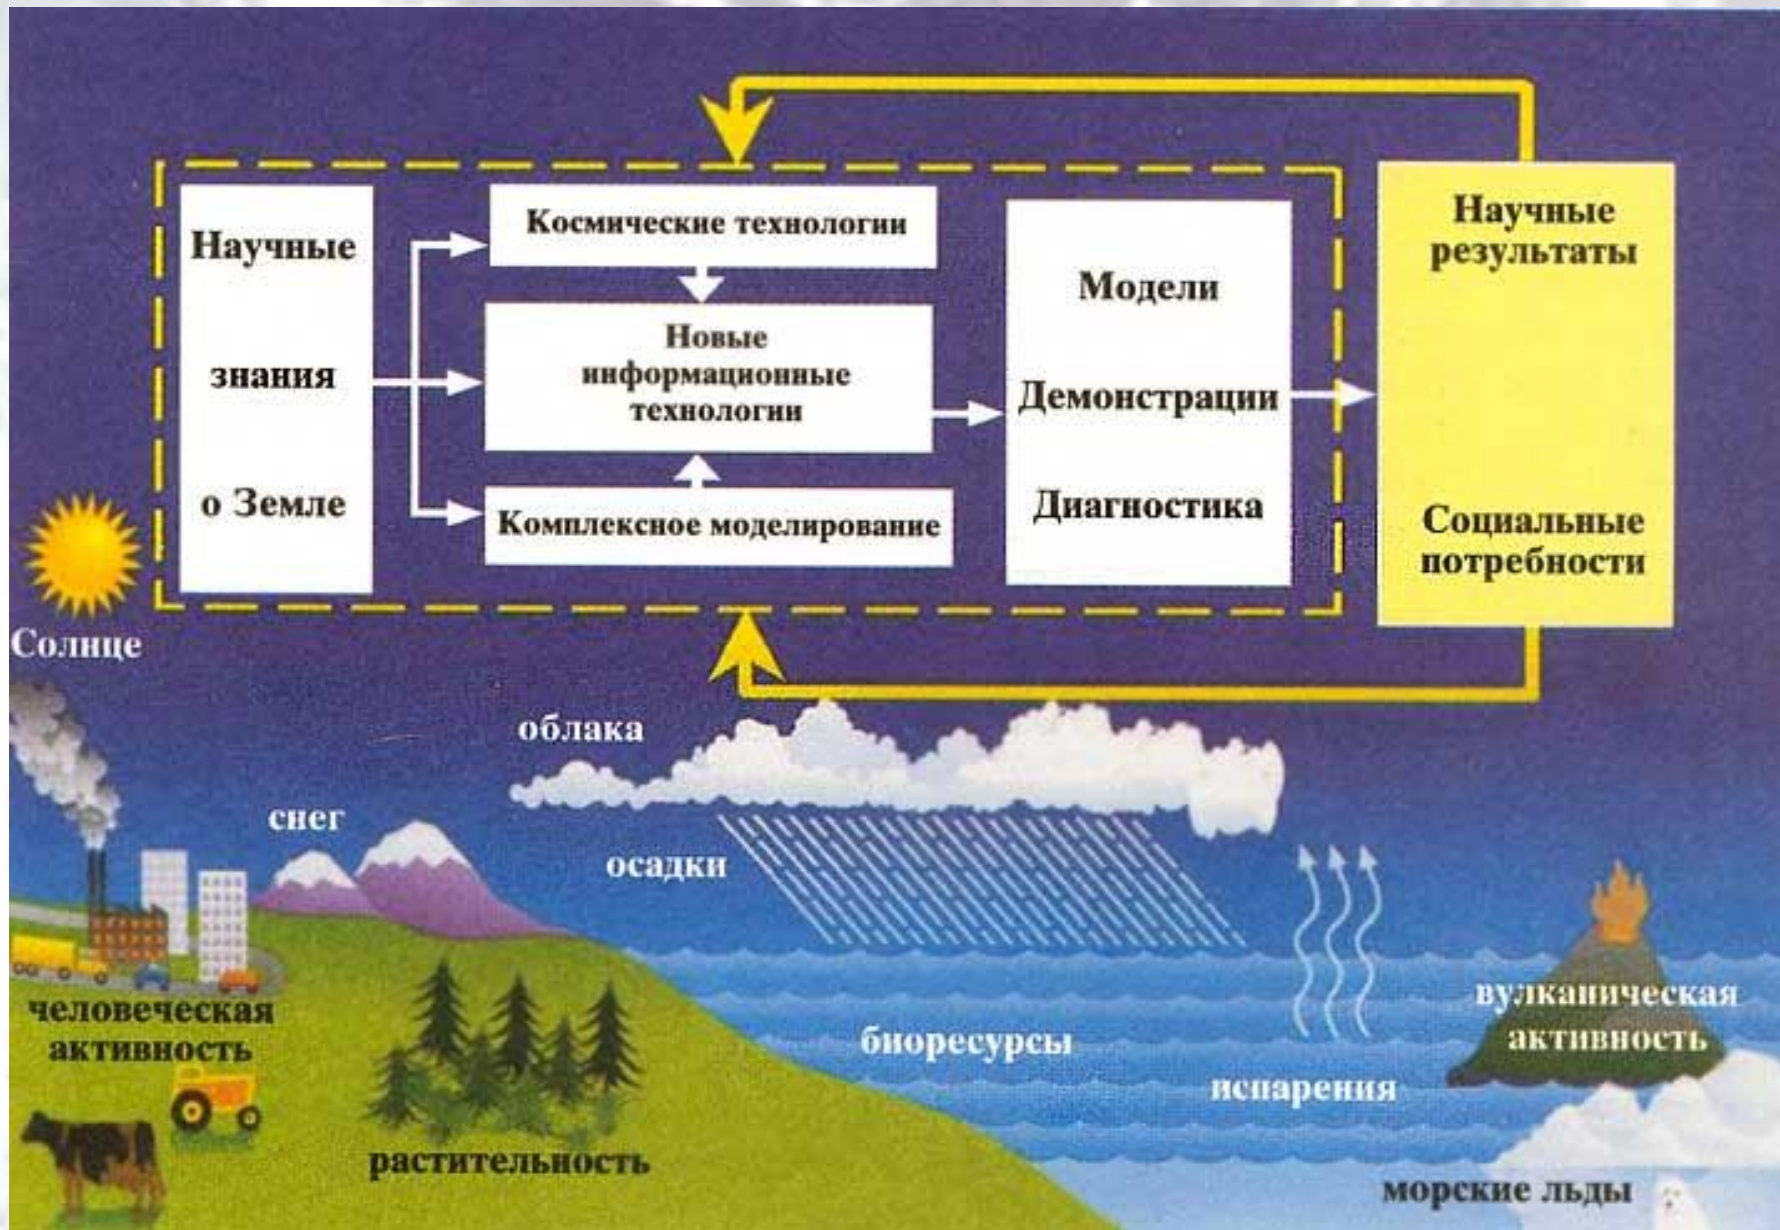 Научные
знания
о Земле
Космические технологии
Новые
информационные
технологии
Комплексное моделирование
Модели
Демонстрации
Диагностика
Научные
результаты
Социальные
потребности
Солнце
облака
снег
осадки
человеческая
активность
растительность
биоресурсы
испарения
вулканическая
активность
морские льды